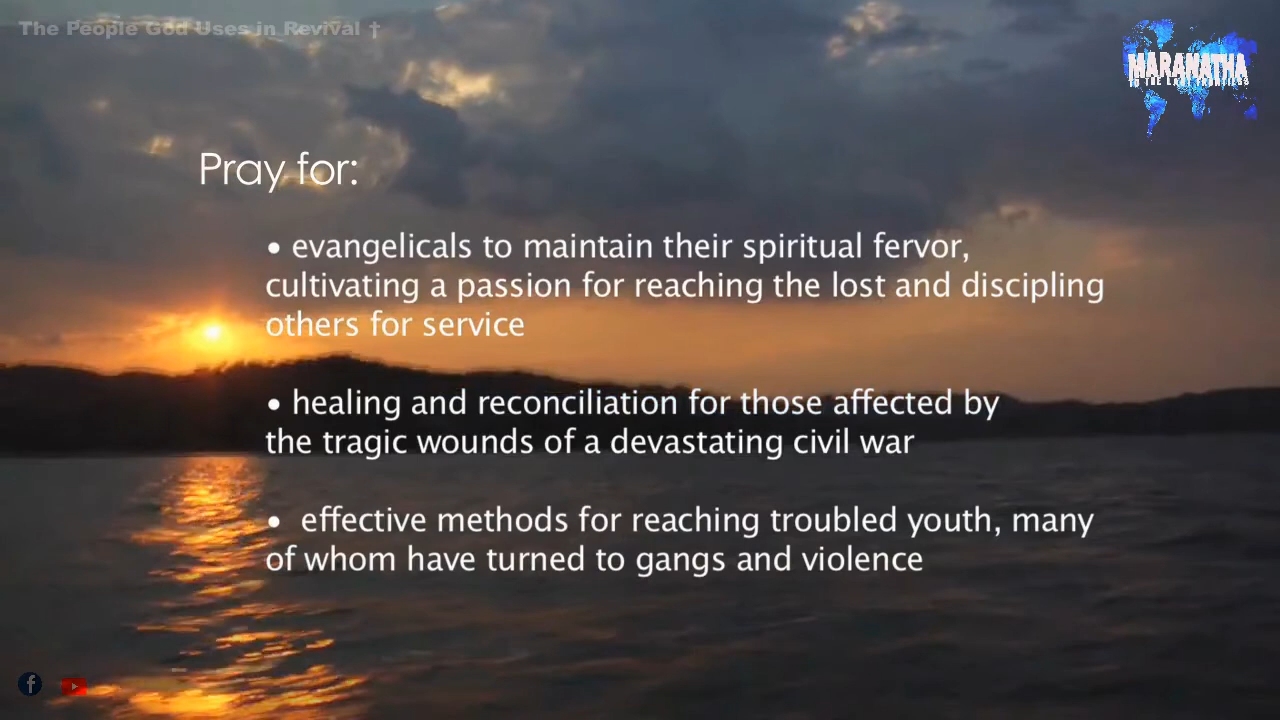 The People God Uses in Revival †
MARANATHA
Pray for:
• evangelicals to maintain their spiritual fervor,
cultivating a passion for reaching the lost and discipling
others for service
• healing and reconciliation for those affected by
the tragic wounds of a devastating civil war
• effective methods for reaching troubled youth, many
of whom have turned to gangs and violence
f